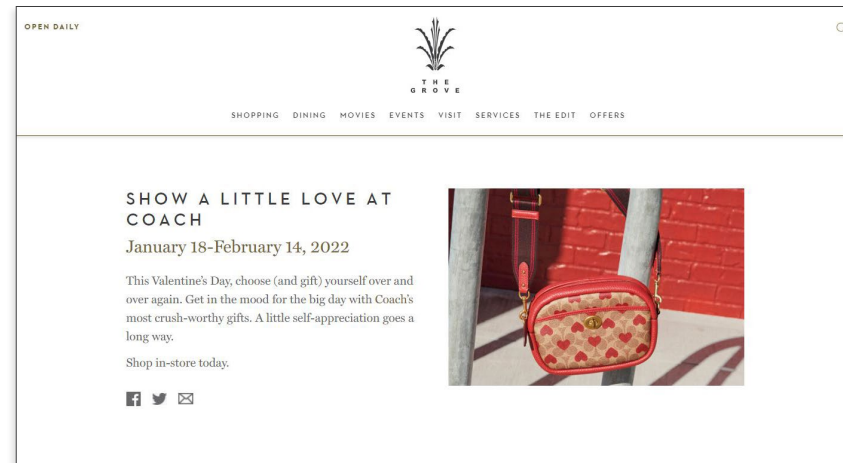 OPEN DAILY
THE
GROVE
SHOPPING DINING MOVIES EVENTS VISIT SERVICES THE EDIT OFFERS
SHOW A LITTLE LOVE AT
COACH
January 18-February 14, 2022
This Valentine's Day, choose (and gift) yourself over and
over again. Get in the mood for the big day with Coach's
most crush-worthy gifts. A little self-appreciation goes a
long way.
Shop in-store today.